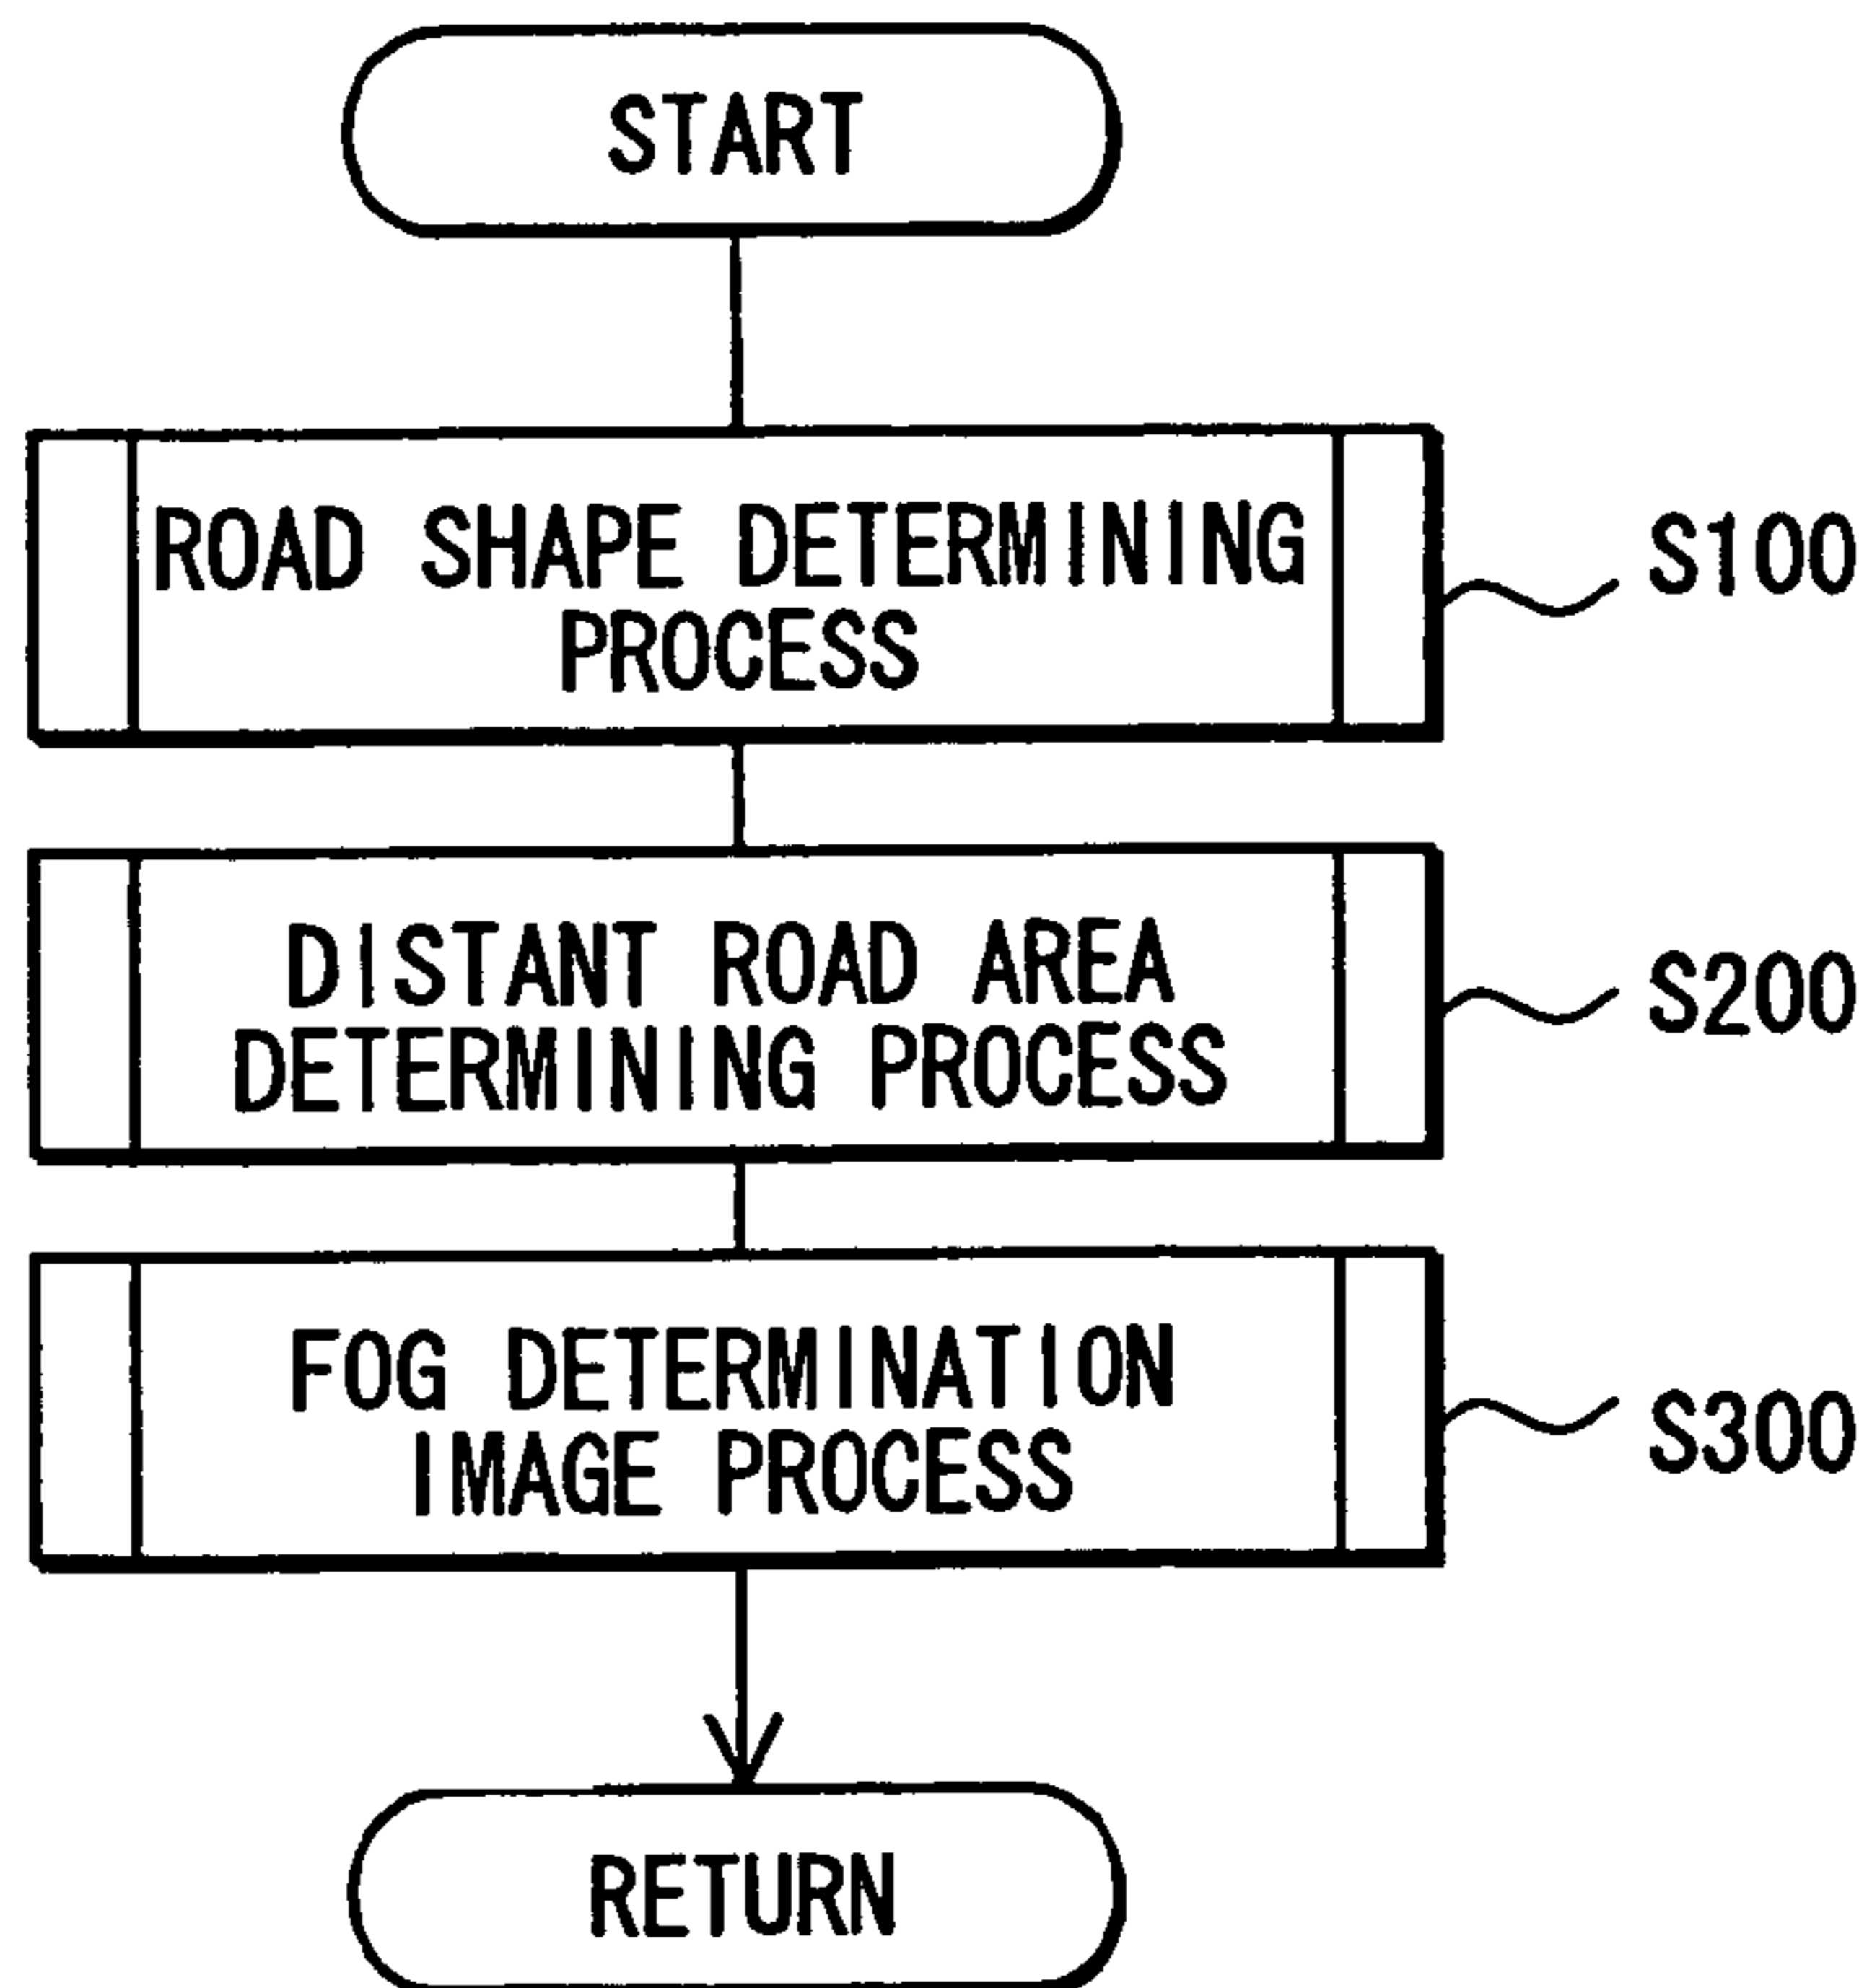 START
ROAD SHAPE DETERMINING
PROCESS
S100
DISTANT ROAD AREA
DETERMINING PROCESS
S200
FOG DETERMINATION
IMAGE PROCESS
S300
RETURN